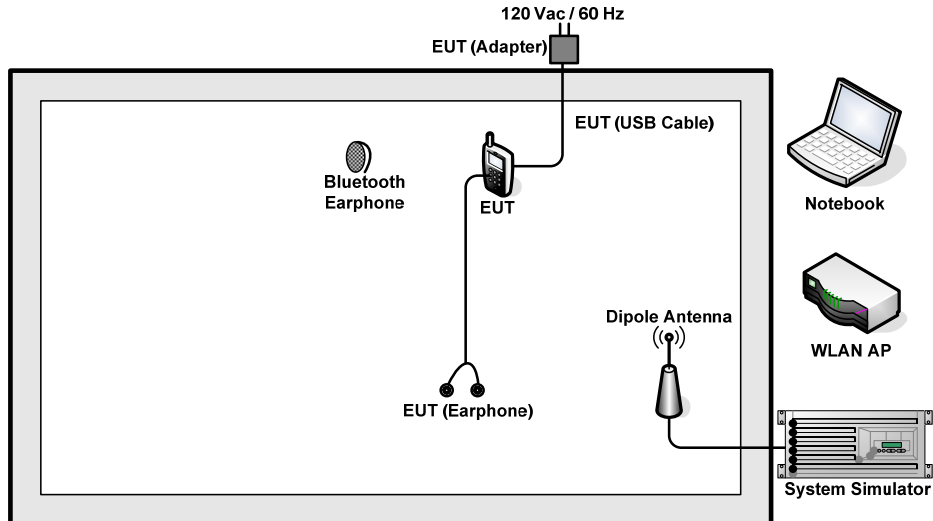 120 Vac / 60 Hz
EUT (Adapter)
EUT (USB Cable)
Bluetooth
Earphone
EUT
Notebook
Dipole Antenna
WLAN AP
EUT (Earphone)
System Simulator